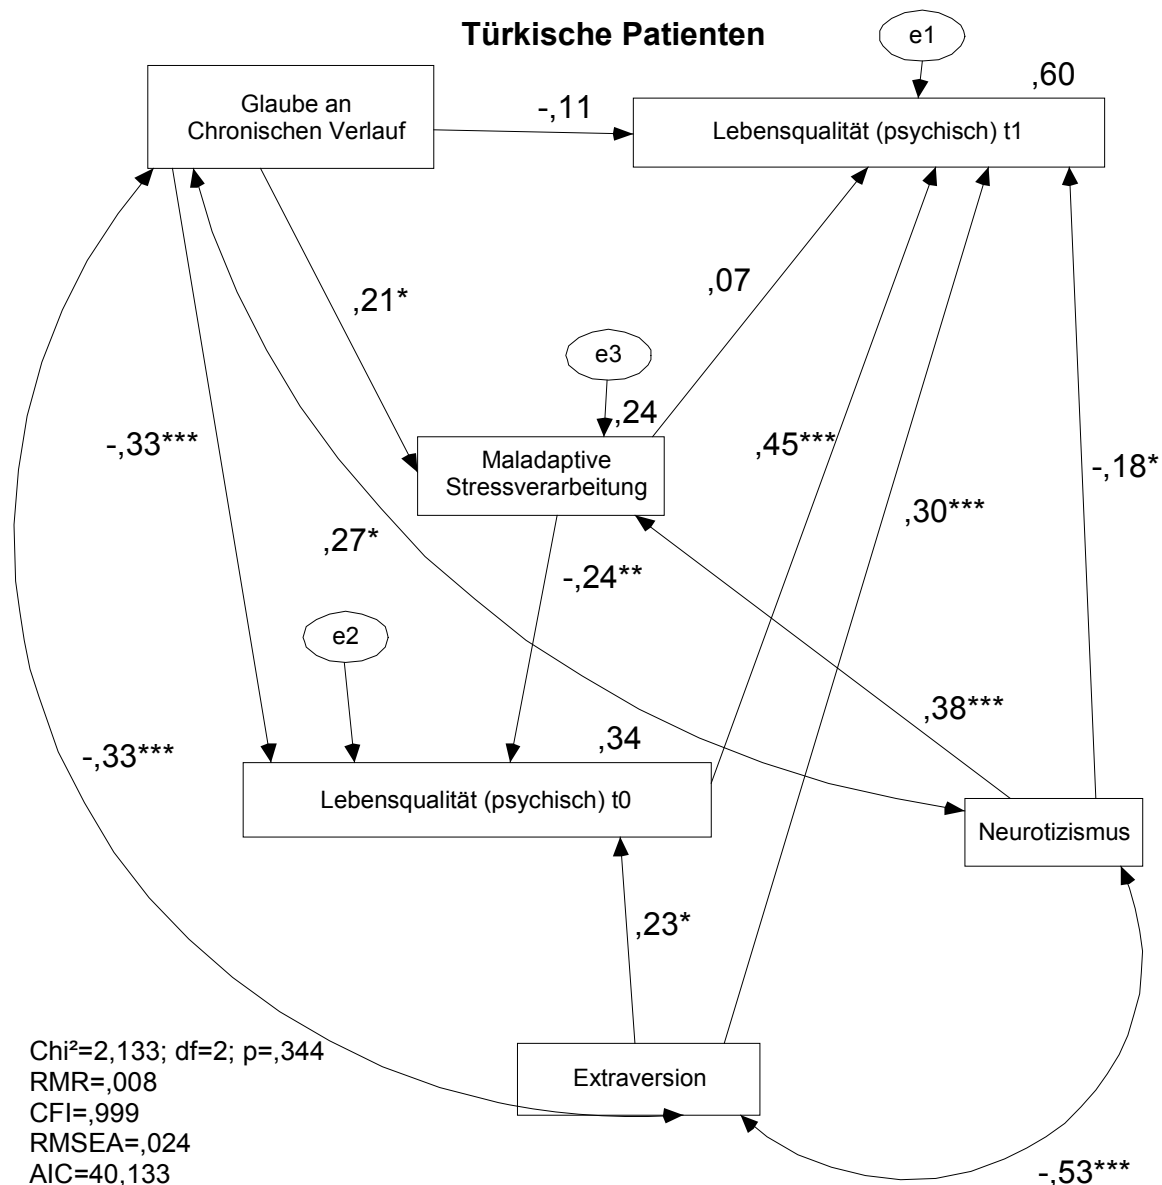 Türkische Patienten
e1
,60
Glaube an
Chronischen Verlauf
-,11
Lebensqualität (psychisch) t1
,21*
,07
e3
,24
-,33***
Maladaptive
Stressverarbeitung
,45***
-,18*
,30***
,27*
-,24**
e2
,38***
,34
-,33***
Lebensqualität (psychisch) t0
Neurotizismus
,23*
Extraversion
-,53***
Chi²=2,133; df=2; p=,344
RMR=,008
CFI=,999
RMSEA=,024
AIC=40,133